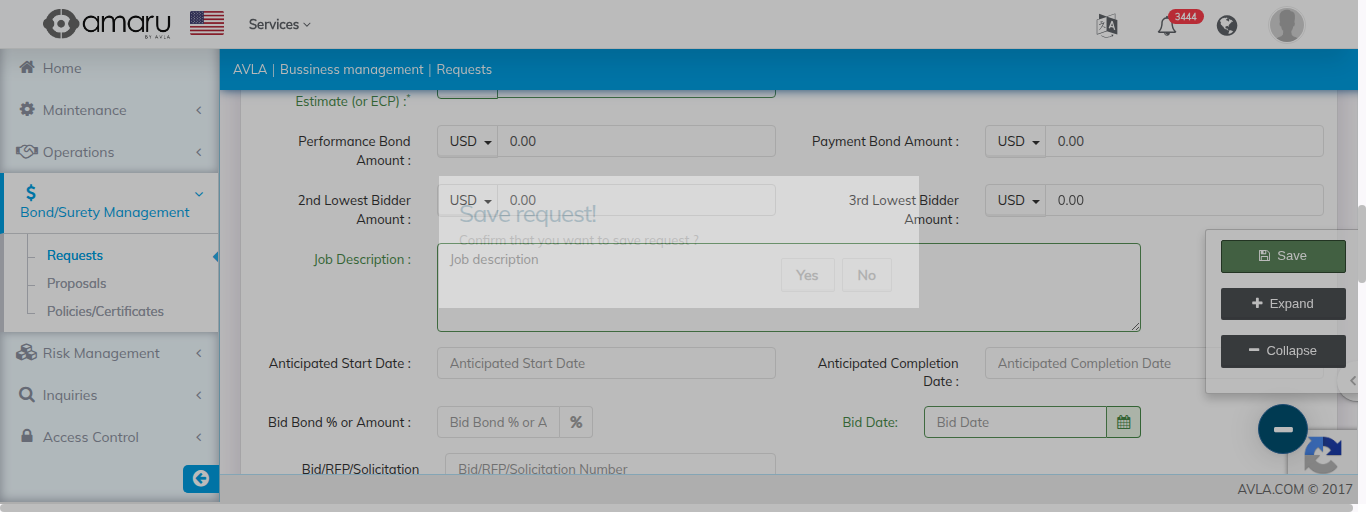 amaru
BY AVLA
Services
3444
Home
Maintenance
Operations
$
Bond/Surety Management
Requests
Proposals
Policies/Certificates
Risk Management
Inquiries
Access Control
AVLA | Bussiness management | Requests
Estimate (or ECP) :*
Performance Bond Amount :
USD
0.00
Payment Bond Amount :
USD
0.00
2nd Lowest Bidder Amount :
USD
0.00
3rd Lowest Bidder Amount :
USD
0.00
Save request!
Confirm that you want to save request ?
Yes
No
Job Description :
Job description
Save
Expand
Collapse
Anticipated Start Date :
Anticipated Start Date
Anticipated Completion Date :
Anticipated Completion Date
Bid Bond % or Amount :
Bid Bond % or A
%
Bid Date:
Bid Date
Bid/RFP/Solicitation
Bid/RFP/Solicitation Number
AVLA.COM © 2017